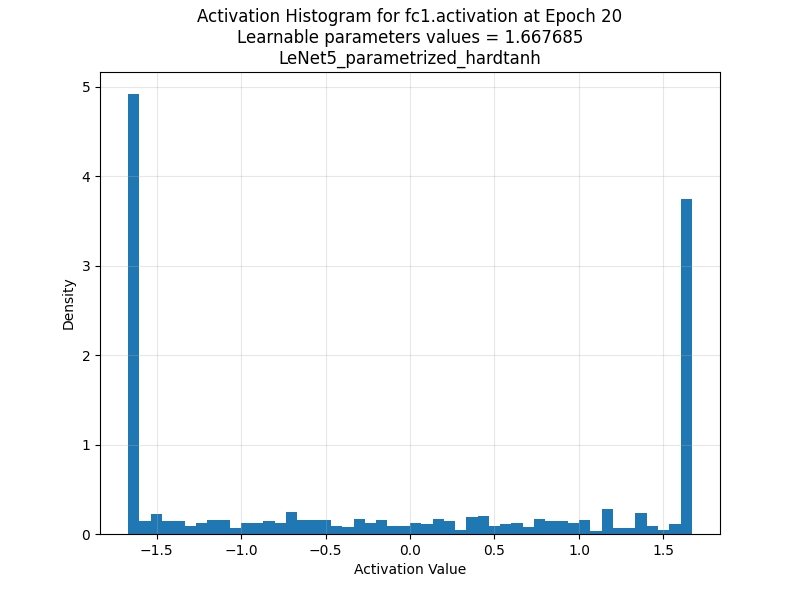 Activation Histogram for fc1.activation at Epoch 20
Learnable parameters values = 1.667685
LeNet5_parametrized_hardtanh
5
4
3
2
1
0
Density
−1.5 −1.0 −0.5 0.0 0.5 1.0 1.5
Activation Value